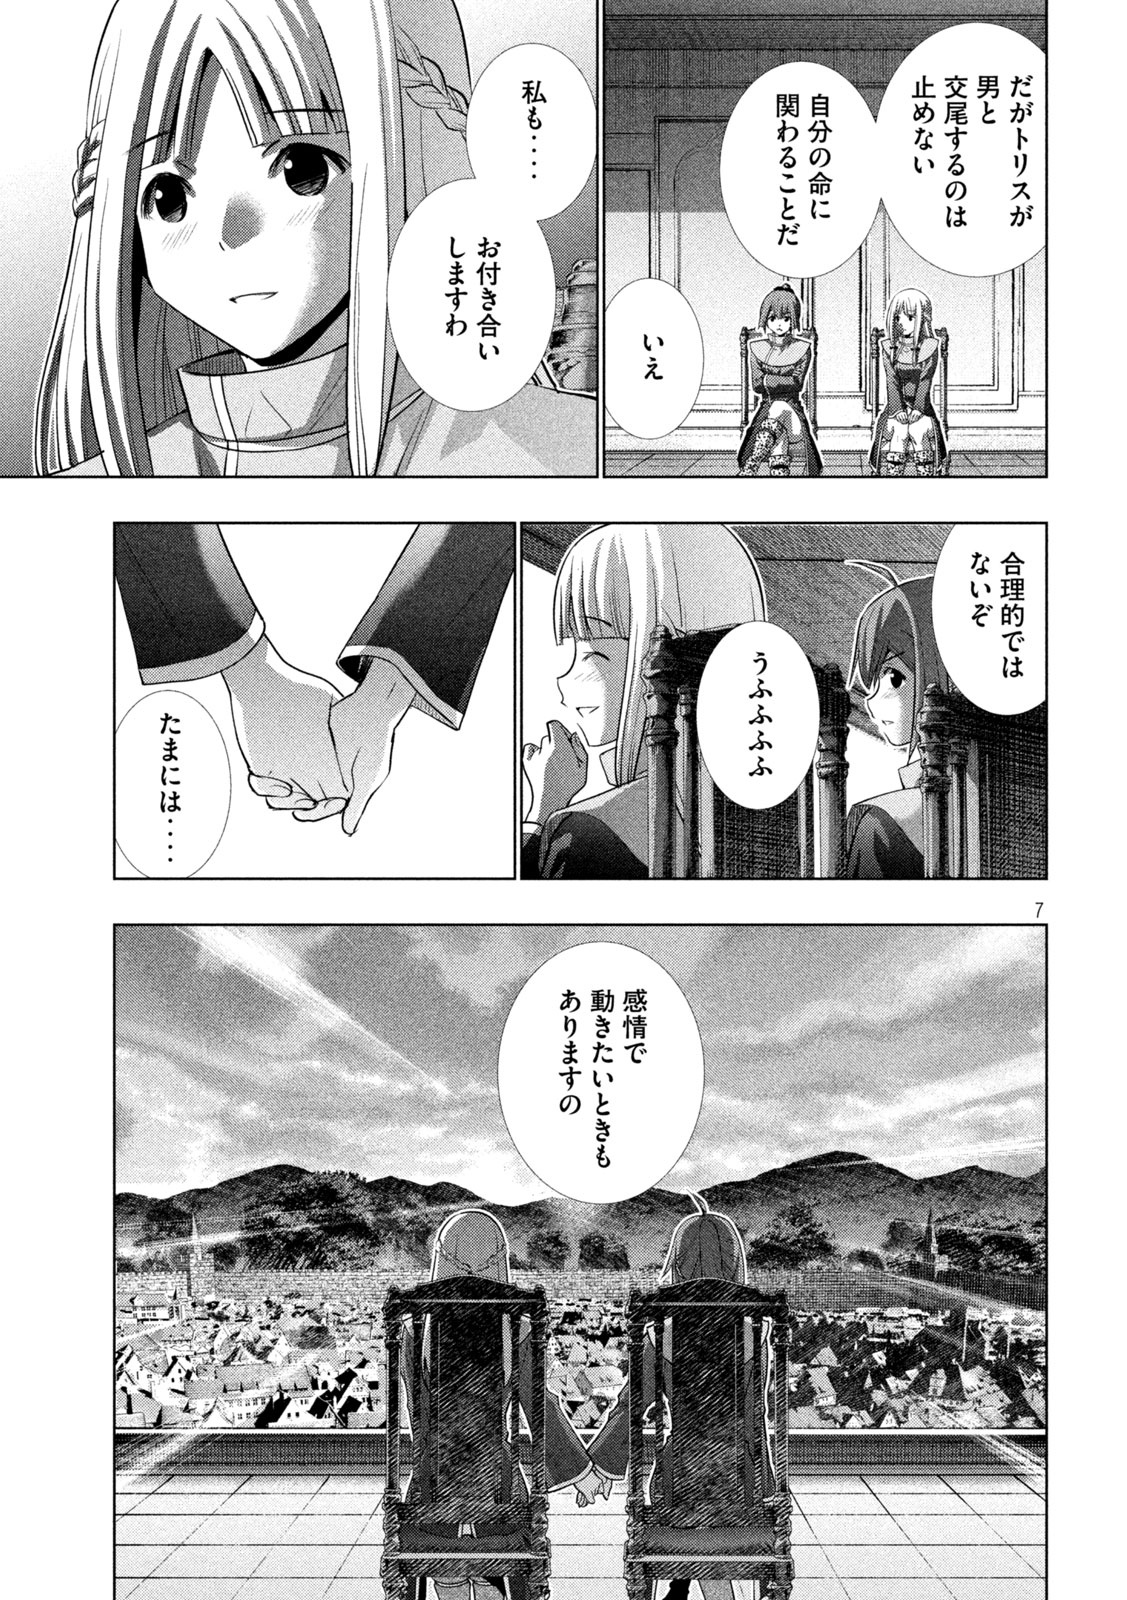 だがトリスが
男と
交尾するのは
止めない
自分の命に
関わることだ
いえ
私も‥‥
お付き合い
しますわ
合理的では
ないぞ
うふふふふ
たまには‥‥
7
感情で
動きたいときも
ありますの